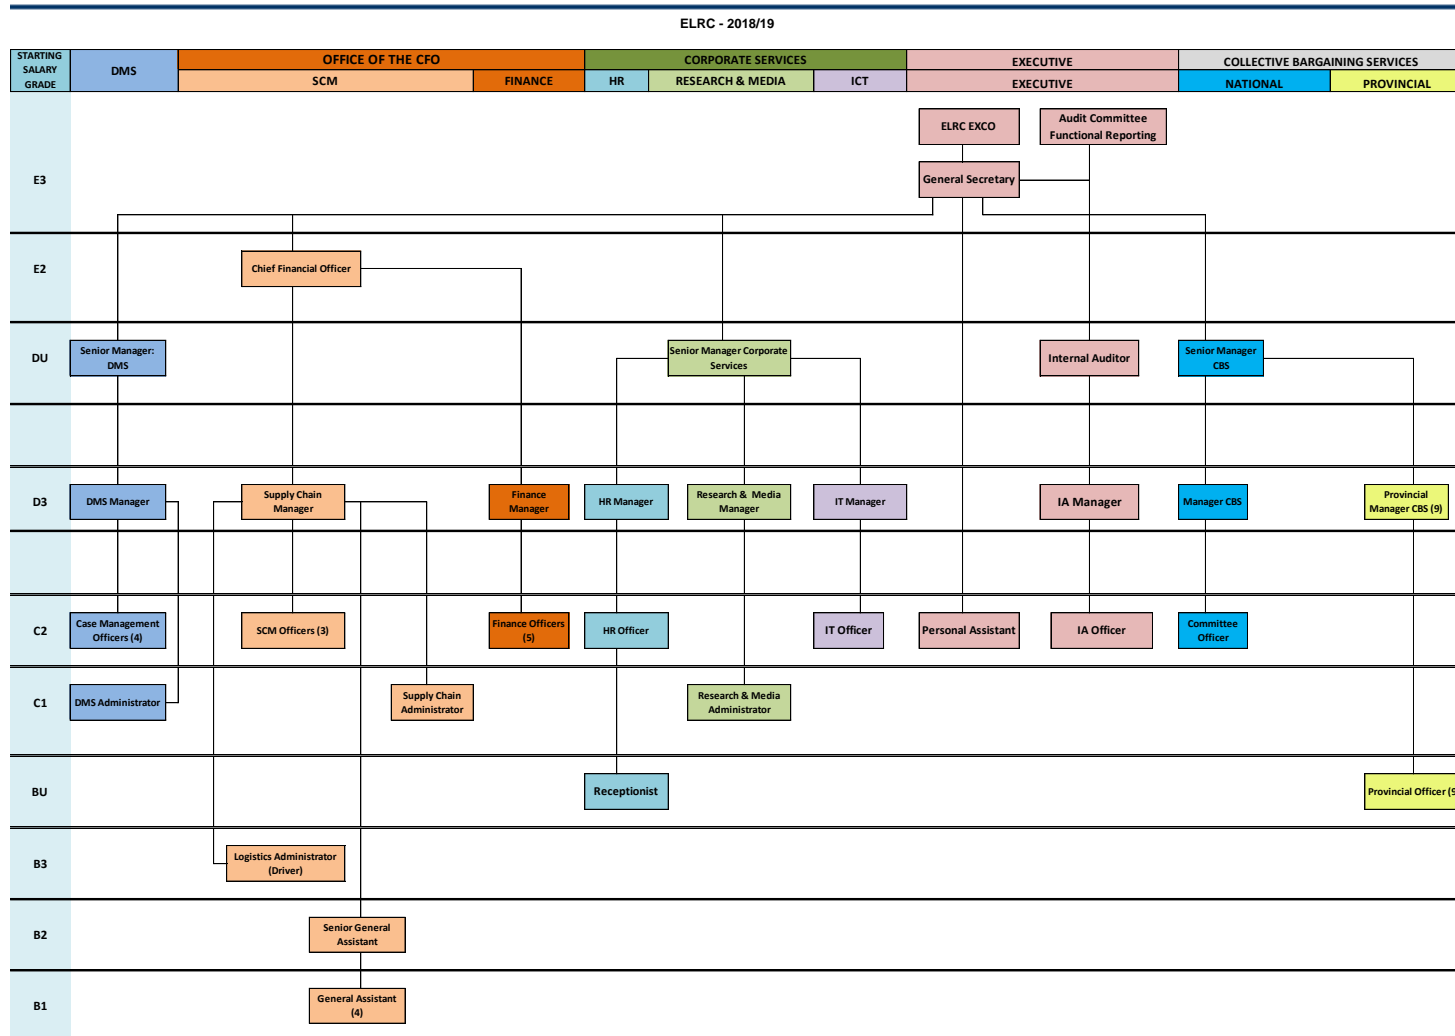 ELRC - 2018/19
STARTING
SALARY
GRADE
DMS
OFFICE OF THE CFO
CORPORATE SERVICES
EXECUTIVE
COLLECTIVE BARGAINING SERVICES
SCM
FINANCE
HR
RESEARCH & MEDIA
ICT
EXECUTIVE
NATIONAL
PROVINCIAL
E3
ELRC EXCO
Audit Committee
Functional Reporting
General Secretary
E2
Chief Financial Officer
DU
Senior Manager:
DMS
Senior Manager Corporate
Services
Internal Auditor
Senior Manager
CBS
D3
DMS Manager
Supply Chain
Manager
Finance
Manager
HR Manager
Research & Media
Manager
IT Manager
IA Manager
Manager CBS
Provincial
Manager CBS (9)
C2
Case Management
Officers (4)
SCM Officers (3)
Finance Officers
(5)
HR Officer
IT Officer
Personal Assistant
IA Officer
Committee
Officer
C1
DMS Administrator
Supply Chain
Administrator
Research & Media
Administrator
BU
Receptionist
Provincial Officer (9
B3
Logistics Administrator
(Driver)
B2
Senior General
Assistant
B1
General Assistant
(4)